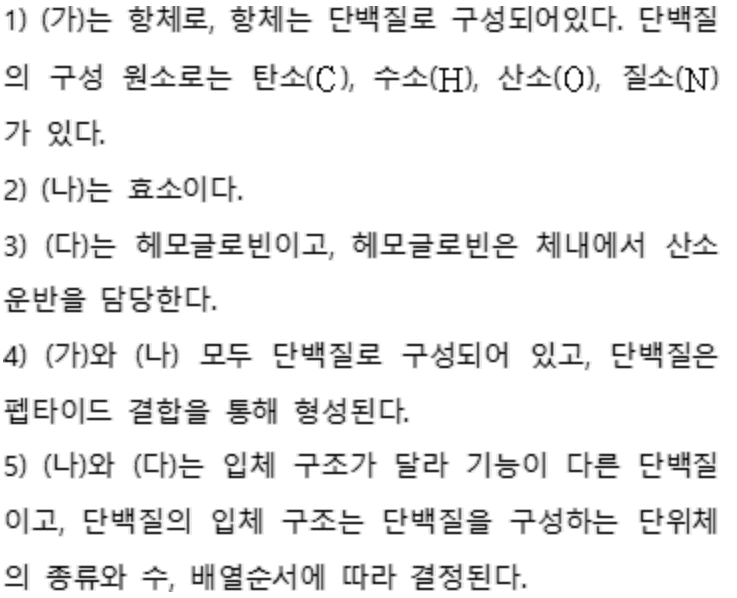 1) (가)는 항체로, 항체는 단백질로 구성되어있다. 단백질
의 구성 원소로는 탄소(C), 수소(H), 산소(O), 질소(N)
가 있다.
2) (나)는 효소이다.
3) (다)는 헤모글로빈이고, 헤모글로빈은 체내에서 산소
운반을 담당한다.
4) (가)와 (나) 모두 단백질로 구성되어 있고, 단백질은
펩타이드 결합을 통해 형성된다.
5) (나)와 (다)는 입체 구조가 달라 기능이 다른 단백질
이고, 단백질의 입체 구조는 단백질을 구성하는 단위체
의 종류와 수, 배열순서에 따라 결정된다.